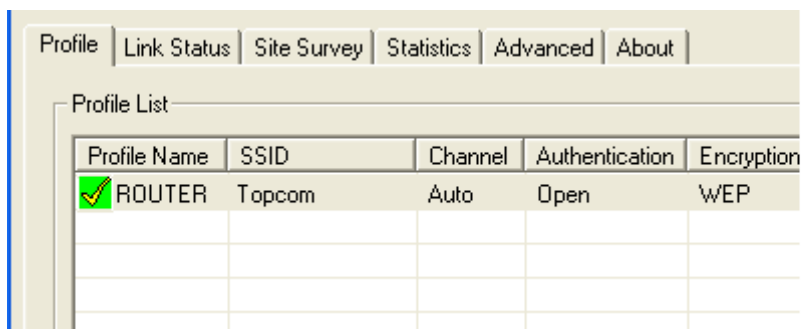 Profile Link Status Site Survey Statistics Advanced About
Profile List
Profile Name SSID Channel Authentication Encryption
ROUTER Topcom Auto Open WEP